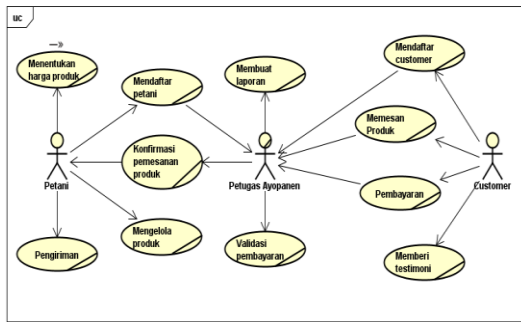 uc
Menentukan
harga produk
Mendaftar
petani
Membuat
laporan
Mendaftar
customer
Memesan
Produk
Konfirmasi
pemesanan
produk
Petani
Petugas Ayopanen
Customer
Pembayaran
Pengiriman
Mengelola
produk
Validasi
pembayaran
Memberi
testimoni